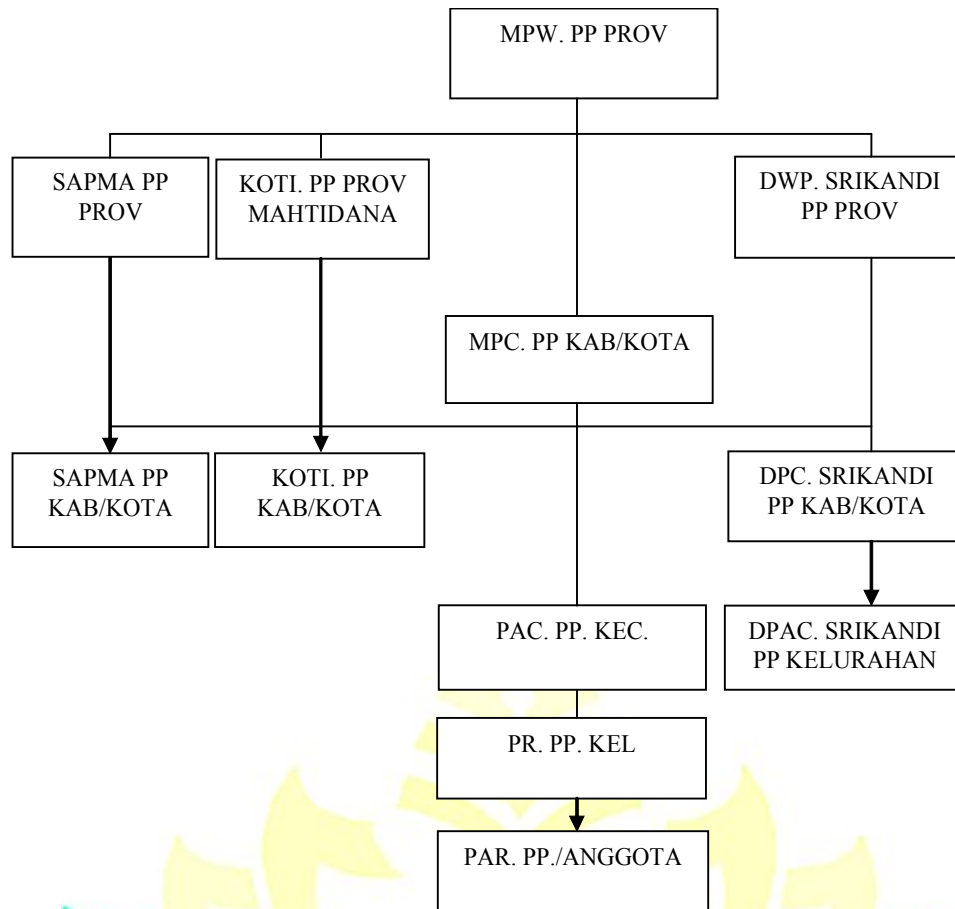 MPW. PP PROV
SAPMA PP
PROV
KOTI. PP PROV
MAHTIDANA
DWP. SRIKANDI
PP PROV
MPC. PP KAB/KOTA
SAPMA PP
KAB/KOTA
KOTI. PP
KAB/KOTA
DPC. SRIKANDI
PP KAB/KOTA
PAC. PP. KEC.
DPAC. SRIKANDI
PP KELURAHAN
PR. PP. KEL
PAR. PP./ANGGOTA